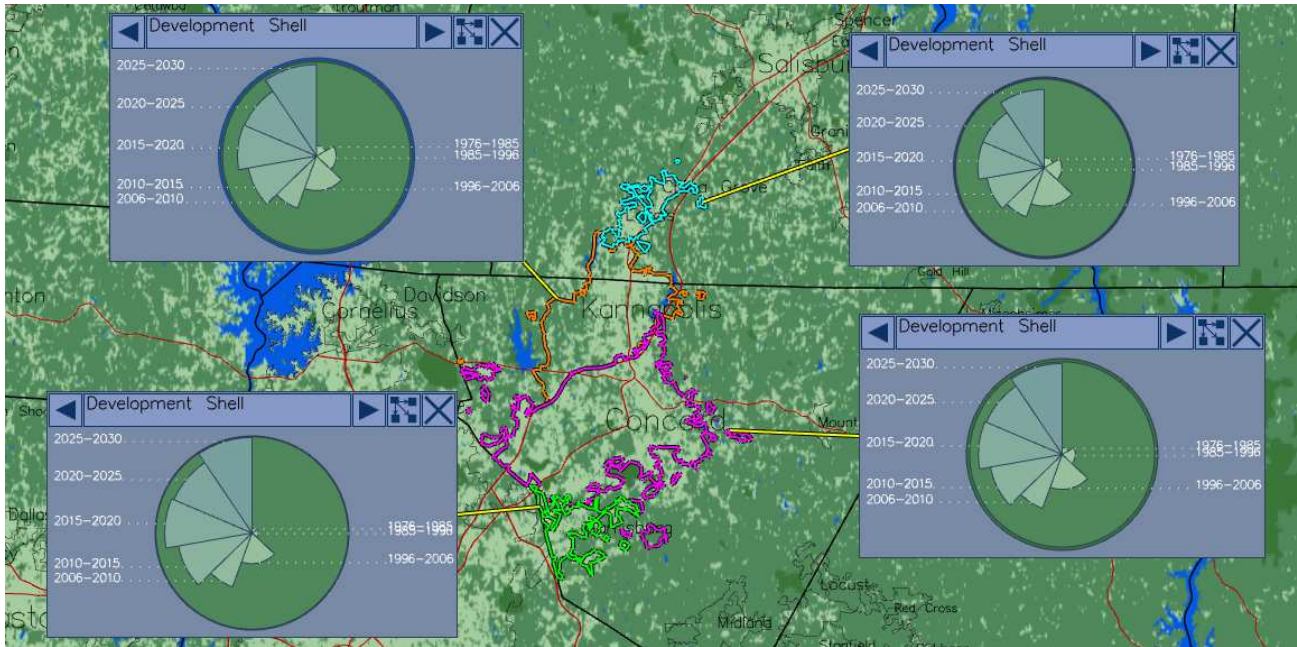 Troutman
Spencer
Development Shell
2025-2030
2020-2025
2015-2020
2010-2015
2006-2010
1976-1985
1985-1996
1996-2006
Development Shell
2025-2030
2020-2025
2015-2020
2010-2015
2006-2010
1976-1985
1985-1996
1996-2006
Grove
Gold Hill
Davidson
Cornelius
Kannapolis
Development Shell
2025-2030
2020-2025
2015-2020
2010-2015
2006-2010
1976-1985
1985-1996
1996-2006
Development Shell
2025-2030
2020-2025
2015-2020
2010-2015
2006-2010
1976-1985
1985-1996
1996-2006
Concord
Mount
Locust
Red Cross
Midland
Stanfield